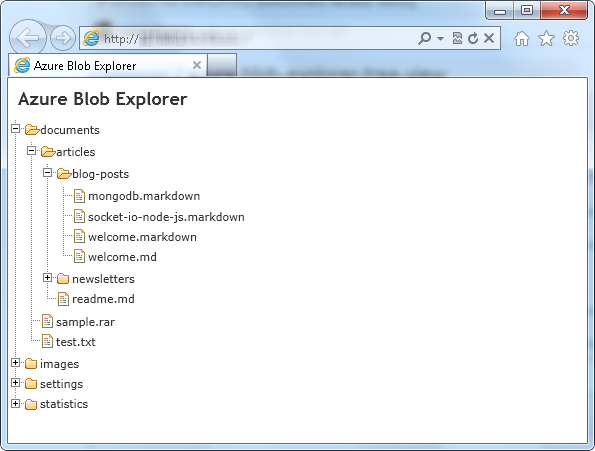 http://
Azure Blob Explorer
Azure Blob Explorer
documents
articles
blog-posts
mongodb.markdown
socket-io-node-js.markdown
welcome.markdown
welcome.md
newsletters
readme.md
sample.rar
test.txt
images
settings
statistics